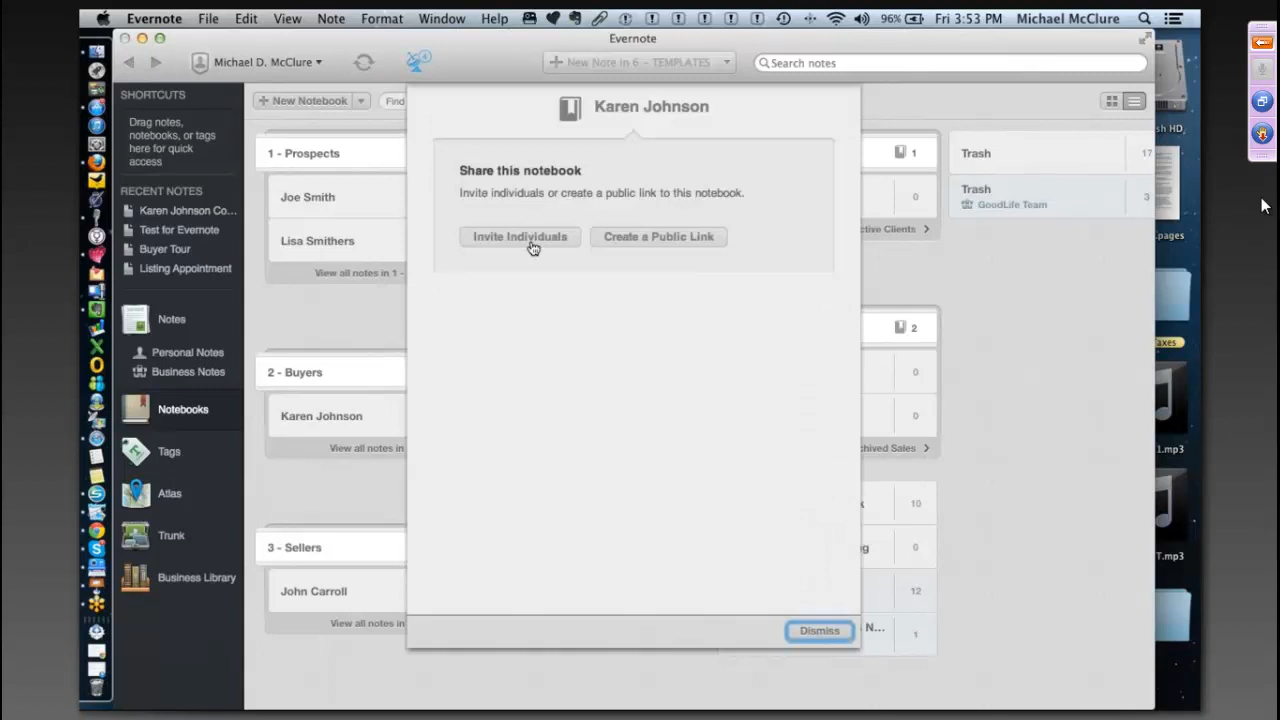 Evernote File Edit View Note Format Window Help 96% Fri 3:53 PM Michael McClure
Evernote
Michael D. McClure
+ New Note in 6 - TEMPLATES
Search notes
SHORTCUTS
Drag notes,
notebooks, or tags
here for quick
access
RECENT NOTES
Karen Johnson Co...
Test for Evernote
Buyer Tour
Listing Appointment
Notes
Personal Notes
Business Notes
Notebooks
Tags
Atlas
Trunk
Business Library
+ New Notebook
Find
1 - Prospects
Joe Smith
Lisa Smithers
View all notes in 1 -
2 - Buyers
Karen Johnson
View all notes in
3 - Sellers
John Carroll
View all notes in
Karen Johnson
Share this notebook
Invite individuals or create a public link to this notebook.
Invite Individuals
Create a Public Link
Dismiss
1
0
ctive Clients
2
0
0
chived Sales
10
g 0
12
N... 1
Trash 17
Trash 3
GoodLife Team
sh HD,
.pages
axes
1.mp3
T.mp3